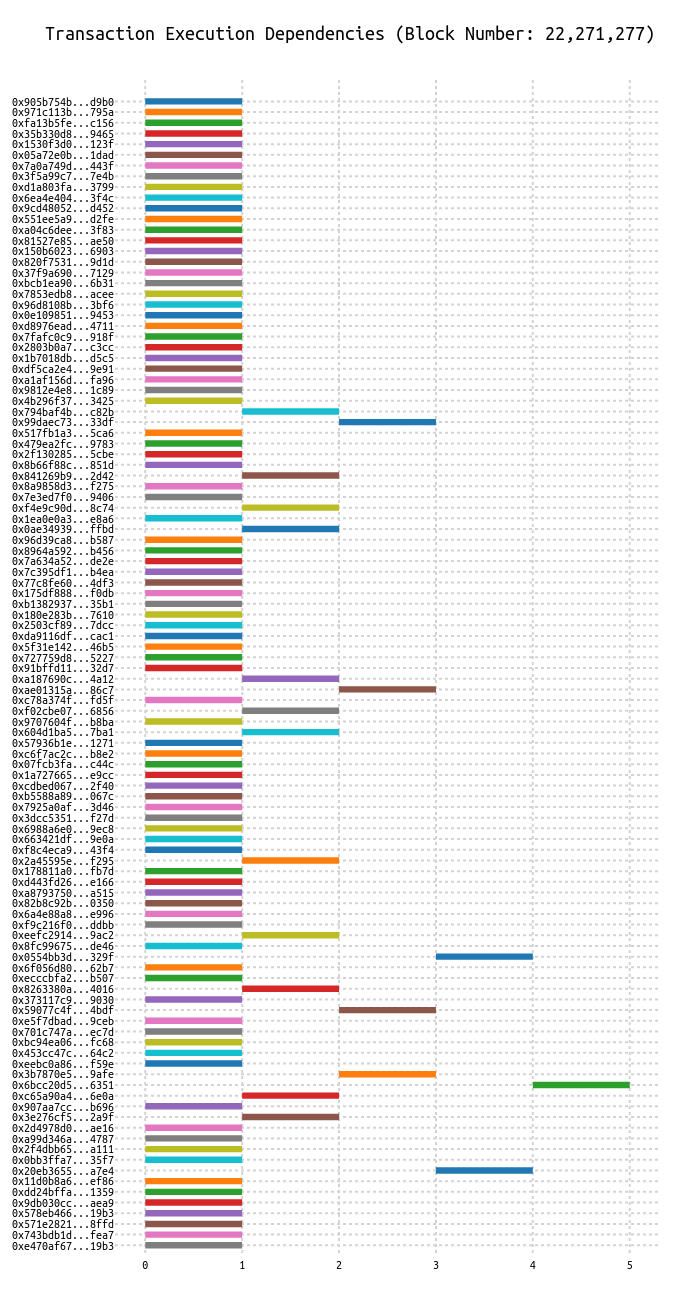 Transaction Execution Dependencies (Block Number: 22,271,277)
0x905b754b...d9b0
0x971c113b...795a
0xfa13b5fe...c156
0x35b330d8...9465
0x1530f3d0...123f
0x05a72e0b...1dad
0x7a0a749d...443f
0x3f5a99c7...7e4b
0xd1a803fa...3799
0x6ea4e404...3f4c
0x9cd48052...d452
0x551ee5a9...d2fe
0xa04c6dee...3f83
0x81527e85...ae50
0x150b6023...6903
0x820f7531...9d1d
0x37f9a690...7129
0xbcb1ea90...6b31
0x7853edb8...acee
0x96d8108b...3bf6
0x0e109851...9453
0xd8976ead...4711
0x7fafc0c9...918f
0x2803b0a7...c3cc
0x1b7018db...d5c5
0xdf5ca2e4...9e91
0xa1af156d...fa96
0x9812e4e8...1c89
0x4b296f37...3425
0x794baf4b...c82b
0x99daec73...33df
0x517fb1a3...5ca6
0x479ea2fc...9783
0x2f130285...5cbe
0x8b66f88c...851d
0x841269b9...2d42
0x8a9858d3...f275
0x7e3ed7f0...9406
0xf4e9c90d...8c74
0x1ea0e0a3...e8a6
0x0ae34939...ffbd
0x96d39ca8...b587
0x8964a592...b456
0x7a634a52...de2e
0x7c395df1...b4ea
0x77c8fe60...4df3
0x175df888...f0db
0xb1382937...35b1
0x180e283b...7610
0x2503cf89...7dcc
0xda9116df...cac1
0x5f31e142...46b5
0x727759d8...5227
0x91bffd11...32d7
0xa187690c...4a12
0xae01315a...86c7
0xc78a374f...fd5f
0xf02cbe07...6856
0x9707604f...b8ba
0x604d1ba5...7ba1
0x57936b1e...1271
0xc6f7ac2c...b8e2
0x07fcb3fa...c44c
0x1a727665...e9cc
0xcdbed067...2f40
0xb5588a89...067c
0x7925a0af...3d46
0x3dcc5351...f27d
0x6988a6e0...9ec8
0x663421df...9e0a
0xf8c4eca9...43f4
0x2a45595e...f295
0x178811a0...fb7d
0xd443fd26...e166
0xa8793750...a515
0x82b8c92b...0350
0x6a4e88a8...e996
0xf9c216f0...ddbb
0xeefc2914...9ac2
0x8fc99675...de46
0x0554bb3d...329f
0x6f056d80...62b7
0xecccbfa2...b507
0x8263380a...4016
0x373117c9...9030
0x59077c4f...4bdf
0xe5f7dbad...9ceb
0x701c747a...ec7d
0xbc94ea06...fc68
0x453cc47c...64c2
0xeebc0a86...f59e
0x3b7870e5...9afe
0x6bcc20d5...6351
0xc65a90a4...6e0a
0x907aa7cc...b696
0x3e276cf5...2a9f
0x2d4978d0...ae16
0xa99d346a...4787
0x2f4dbb65...a111
0x0bb3ffa7...35f7
0x20eb3655...a7e4
0x11d0b8a6...ef86
0xdd24bffa...1359
0x9db030cc...aea9
0x578eb466...19b3
0x571e2821...8ffd
0x743bdb1d...fea7
0xe470af67...19b3
0 1 2 3 4 5